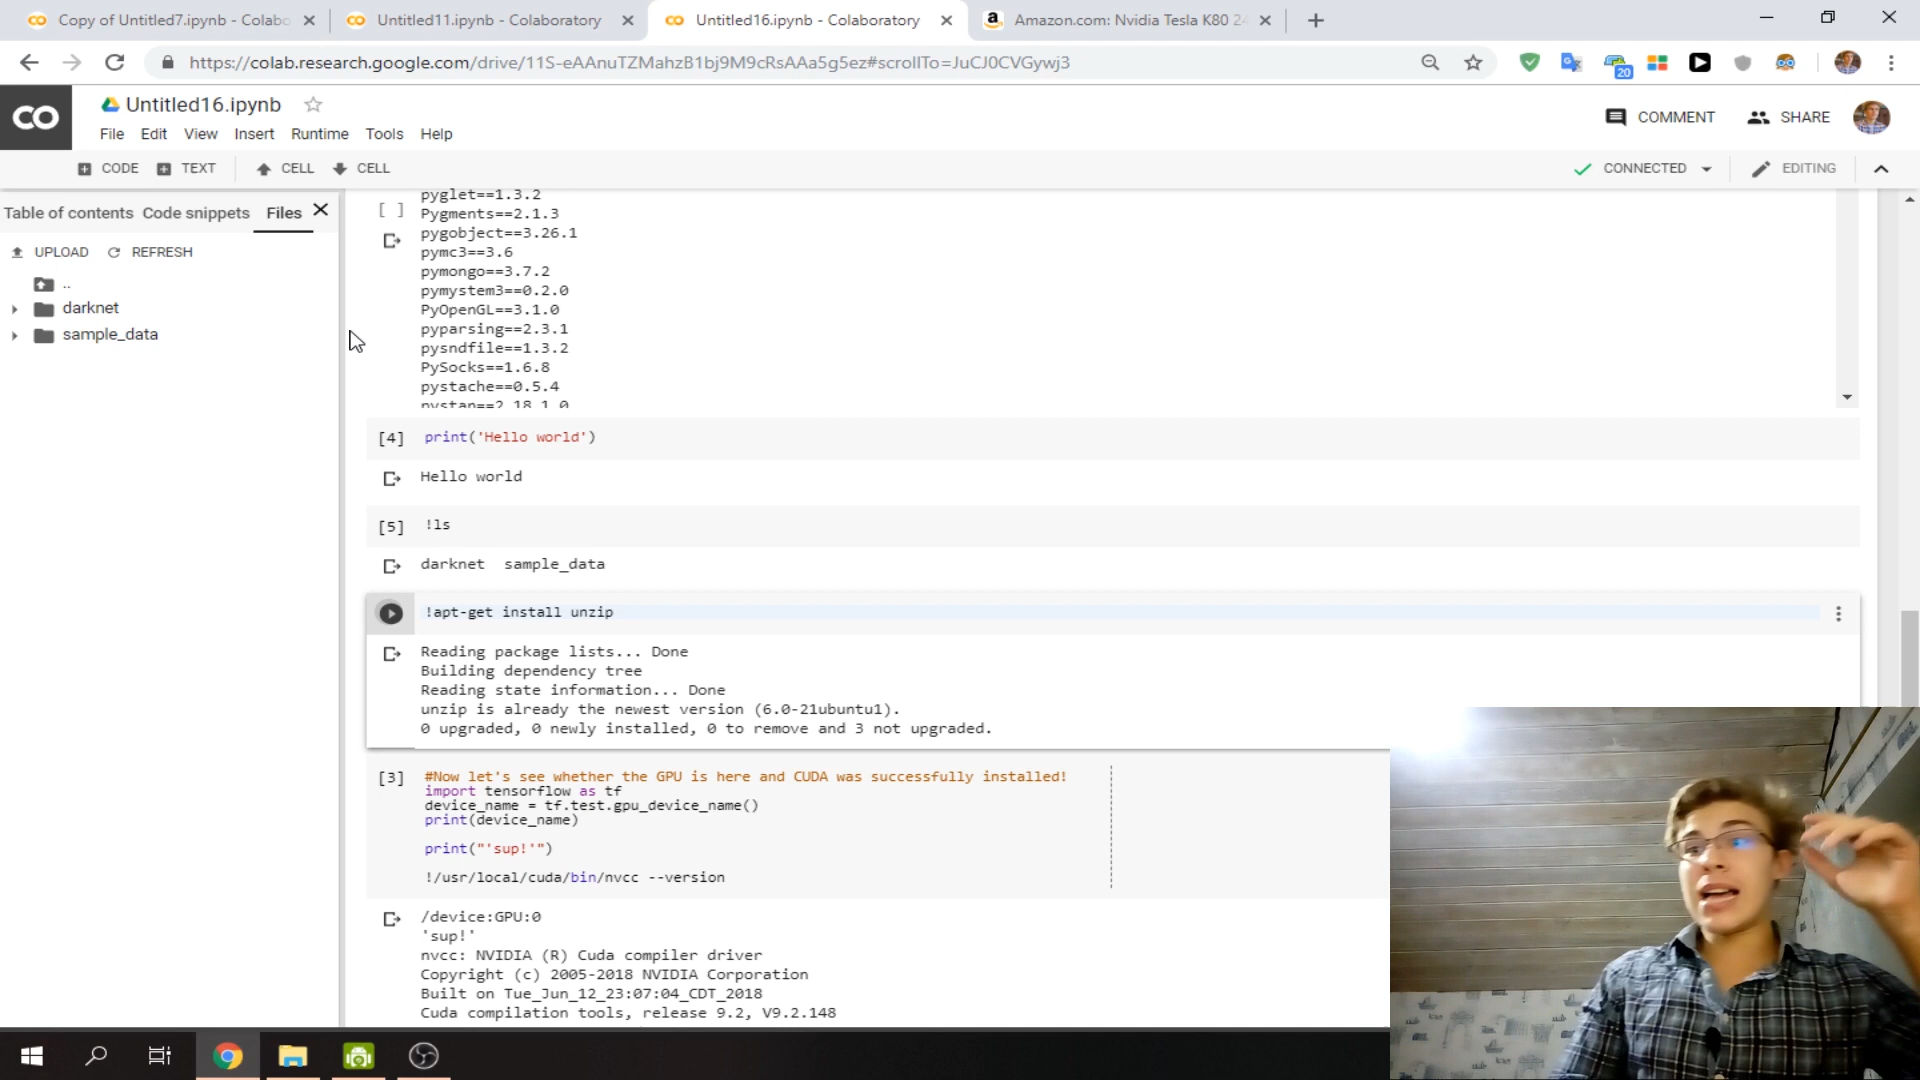 Copy of Untitled7.ipynb - Colabo
Untitled11.ipynb - Colaboratory
Untitled16.ipynb - Colaboratory
Amazon.com: Nvidia Tesla K80 24
https://colab.research.google.com/drive/11S-eAAnuTZMahzB1bj9M9cRsAAa5g5ez#scrollTo=JuCJ0CVGywj3
20
CO
Untitled16.ipynb
File Edit View Insert Runtime Tools Help
COMMENT
SHARE
CODE TEXT CELL CELL
CONNECTED
EDITING
Table of contents Code snippets Files
UPLOAD REFRESH
..
darknet
sample_data
[ ]
pyglet==1.3.2
Pygments==2.1.3
pygobject==3.26.1
pymc3==3.6
pymongo==3.7.2
pymystem3==0.2.0
PyOpenGL==3.1.0
pyparsing==2.3.1
pysndfile==1.3.2
PySocks==1.6.8
pystache==0.5.4
pystan==2.18.1.0
[4] print('Hello world')
Hello world
[5] !ls
darknet sample_data
!apt-get install unzip
Reading package lists... Done
Building dependency tree
Reading state information... Done
unzip is already the newest version (6.0-21ubuntu1).
0 upgraded, 0 newly installed, 0 to remove and 3 not upgraded.
[3] #Now let's see whether the GPU is here and CUDA was successfully installed!
import tensorflow as tf
device_name = tf.test.gpu_device_name()
print(device_name)
print("'sup!'")
!/usr/local/cuda/bin/nvcc --version
/device:GPU:0
'sup!'
nvcc: NVIDIA (R) Cuda compiler driver
Copyright (c) 2005-2018 NVIDIA Corporation
Built on Tue_Jun_12_23:07:04_CDT_2018
Cuda compilation tools, release 9.2, V9.2.148